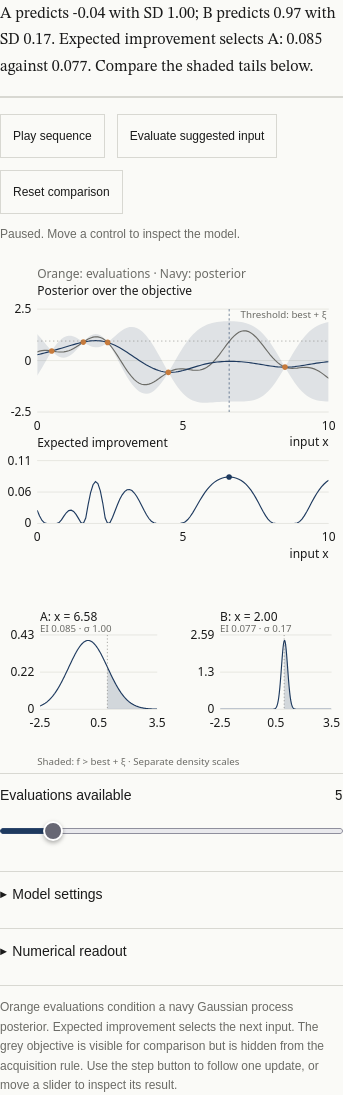 A predicts -0.04 with SD 1.00; B predicts 0.97 with
SD 0.17. Expected improvement selects A: 0.085
against 0.077. Compare the shaded tails below.
Play sequence
Evaluate suggested input
Reset comparison
Paused. Move a control to inspect the model.
Orange: evaluations · Navy: posterior
Posterior over the objective
2.5
Threshold: best + ξ
0
-2.5
0 5 10
input x
Expected improvement
0.11
0.06
0
0 5 10
input x
A: x = 6.58
EI 0.085 · σ 1.00
0.43
0.22
0
-2.5 0.5 3.5
B: x = 2.00
EI 0.077 · σ 0.17
2.59
1.3
0
-2.5 0.5 3.5
Shaded: f > best + ξ · Separate density scales
Evaluations available 5
▸ Model settings
▸ Numerical readout
Orange evaluations condition a navy Gaussian process
posterior. Expected improvement selects the next input. The
grey objective is visible for comparison but is hidden from the
acquisition rule. Use the step button to follow one update, or
move a slider to inspect its result.